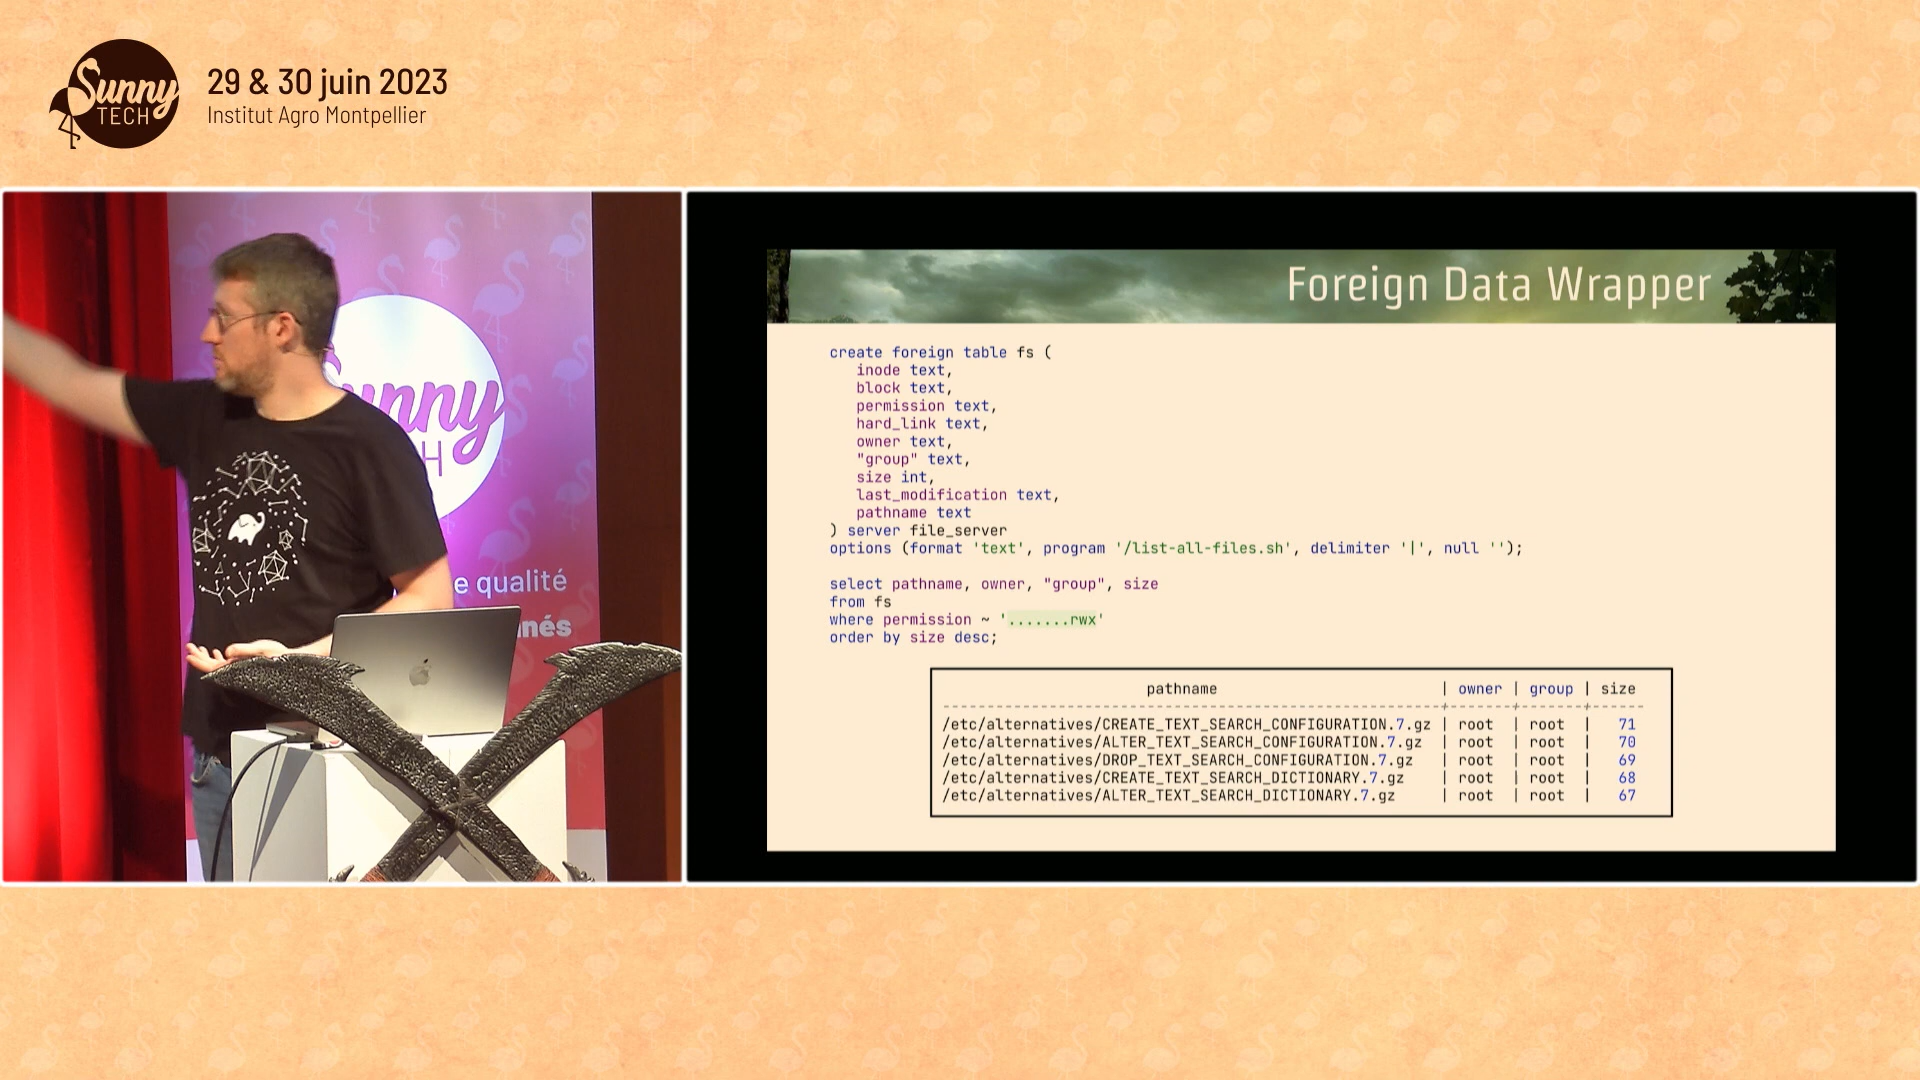 Sunny
TECH
29 & 30 juin 2023
Institut Agro Montpellier
Sunny
H
e qualité
nés
Foreign Data Wrapper
create foreign table fs (
inode text,
block text,
permission text,
hard_link text,
owner text,
"group" text,
size int,
last_modification text,
pathname text
) server file_server
options (format 'text', program '/list-all-files.sh', delimiter '|', null '');
select pathname, owner, "group", size
from fs
where permission ~ '.......rwx'
order by size desc;
pathname | owner | group | size
/etc/alternatives/CREATE_TEXT_SEARCH_CONFIGURATION.7.gz | root | root | 71
/etc/alternatives/ALTER_TEXT_SEARCH_CONFIGURATION.7.gz | root | root | 70
/etc/alternatives/DROP_TEXT_SEARCH_CONFIGURATION.7.gz | root | root | 69
/etc/alternatives/CREATE_TEXT_SEARCH_DICTIONARY.7.gz | root | root | 68
/etc/alternatives/ALTER_TEXT_SEARCH_DICTIONARY.7.gz | root | root | 67